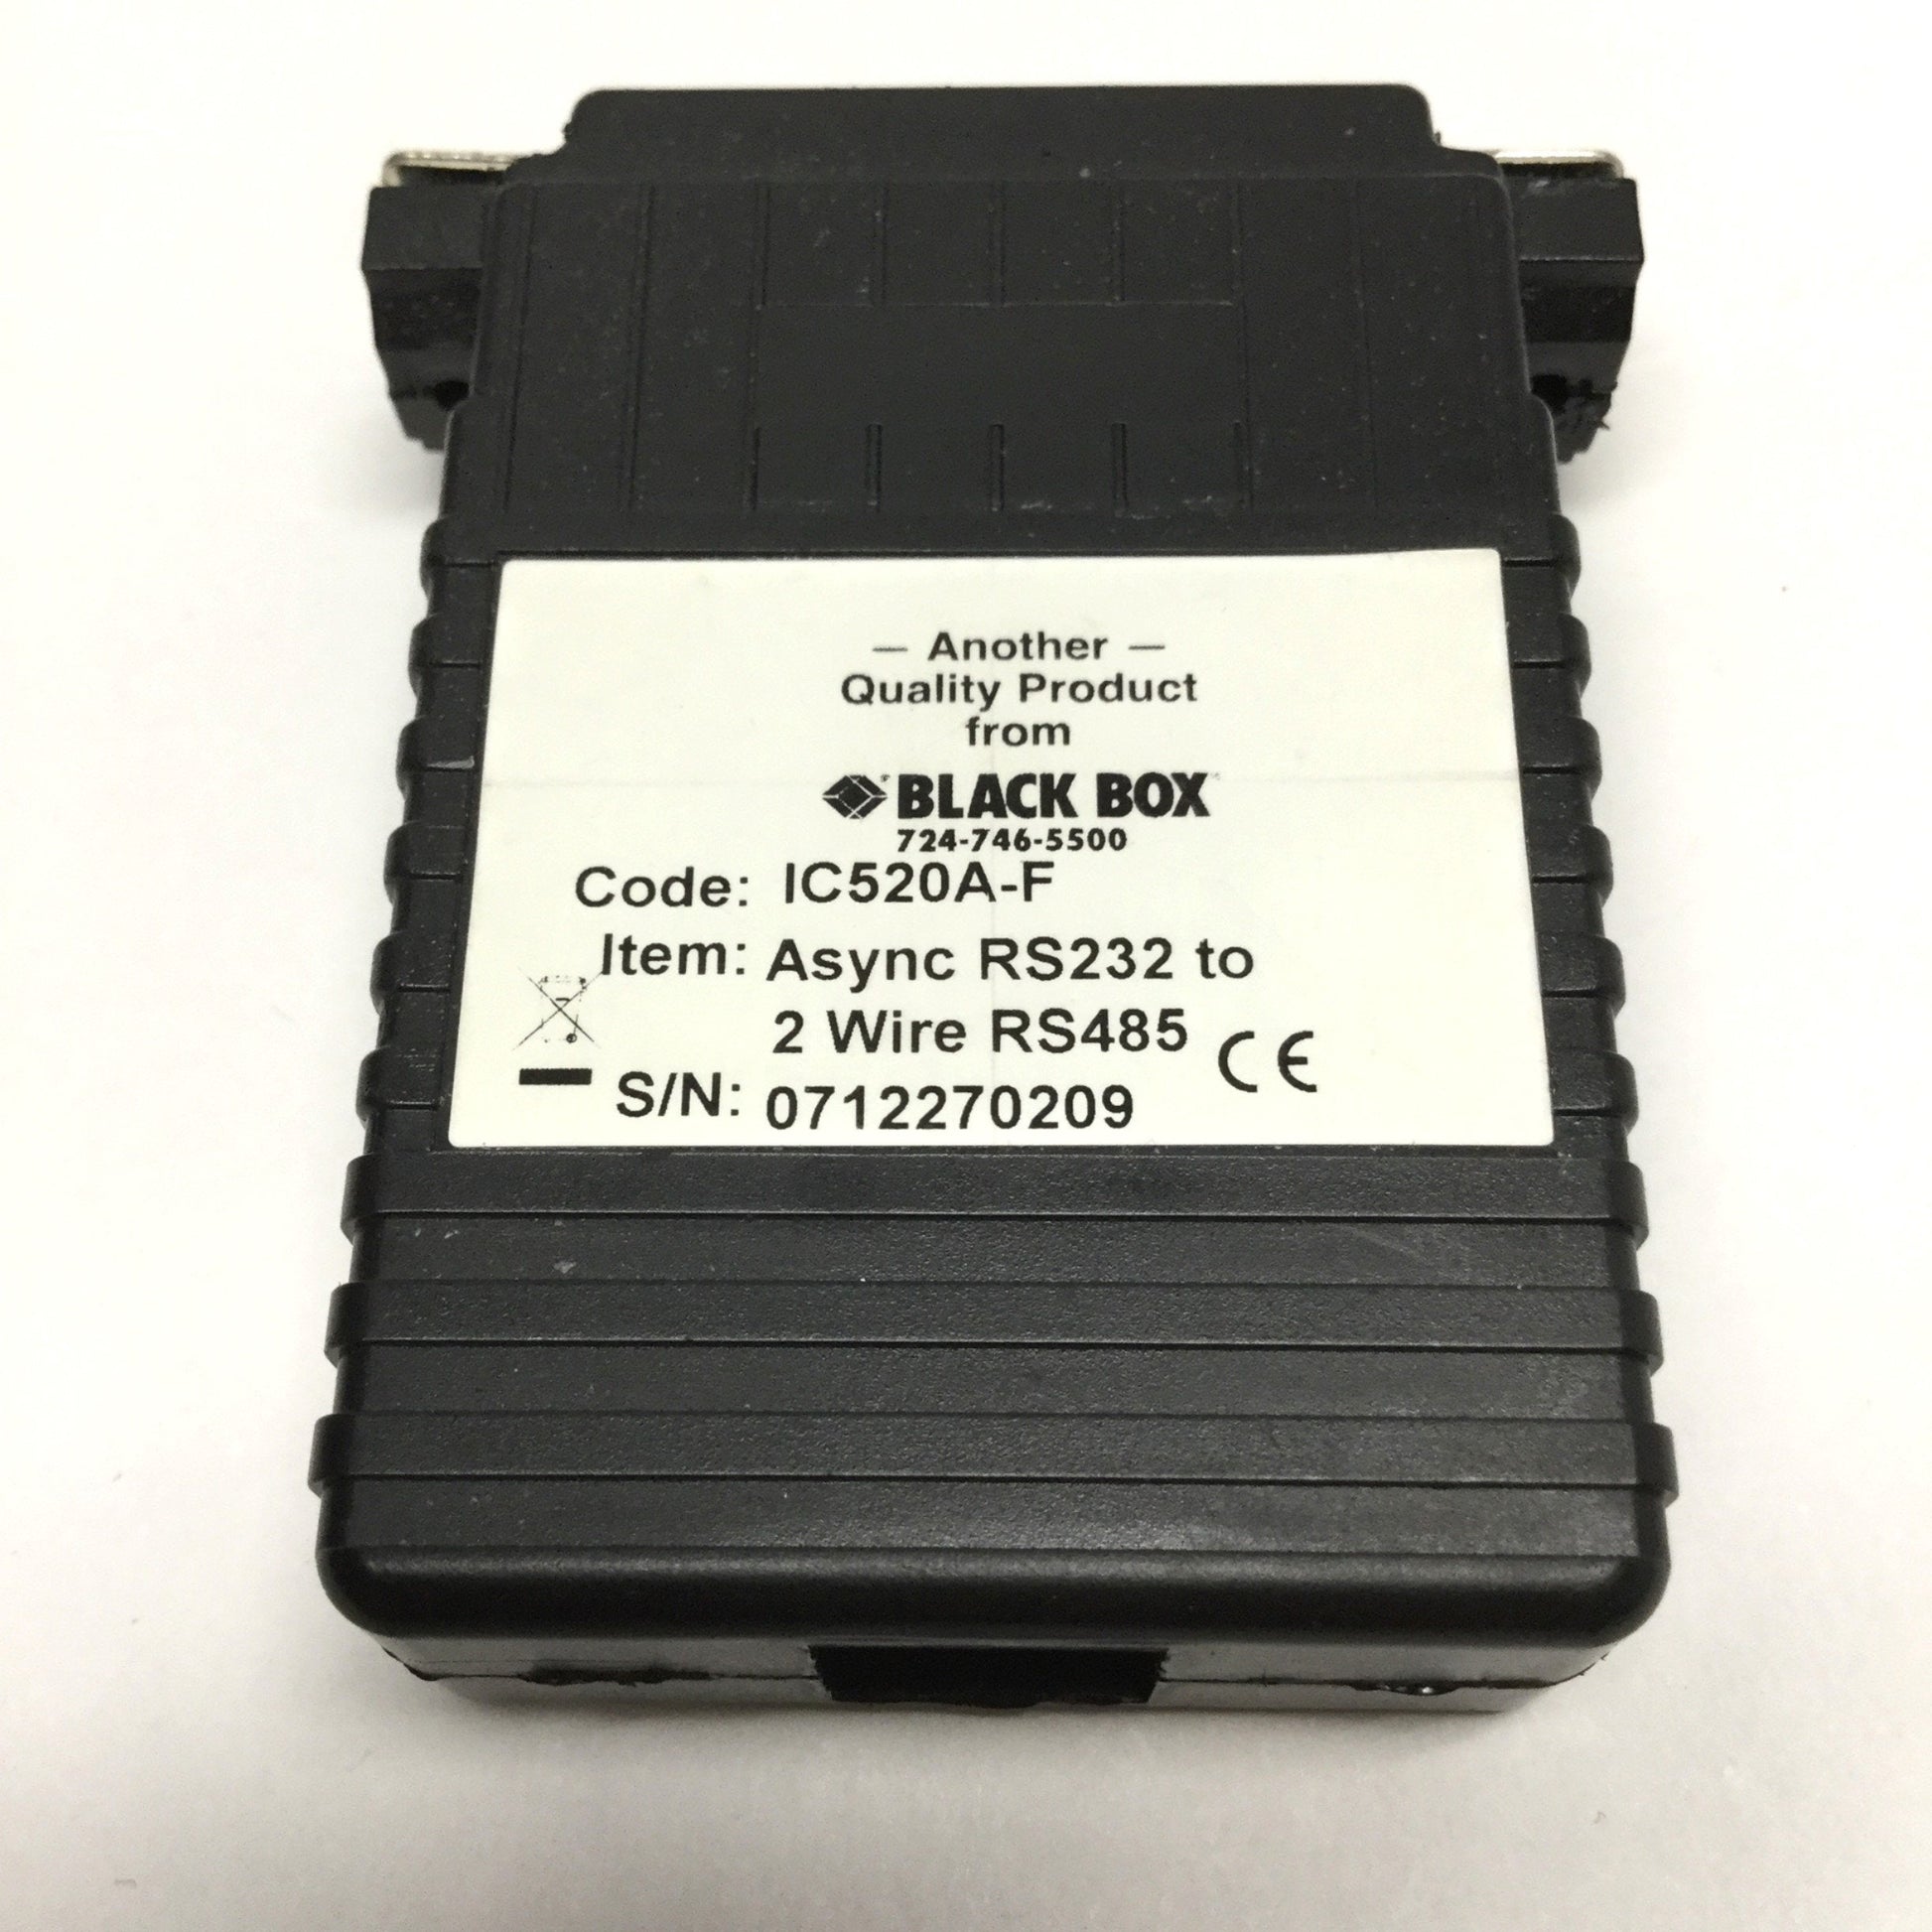 — Another —
Quality Product
from
BLACK BOX
724-746-5500
Code: IC520A-F
Item: Async RS232 to
2 Wire RS485
CE
S/N: 0712270209